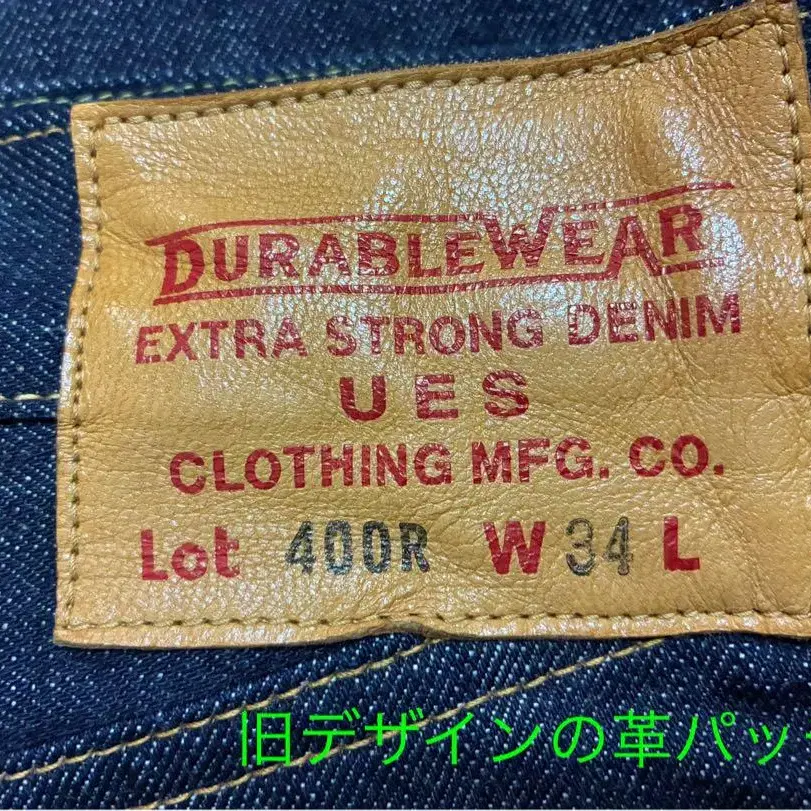 DURABLEWEAR
EXTRA STRONG DENIM
UES
CLOTHING MFG. CO.
Lot 400R W 34 L
旧デザインの革パッ